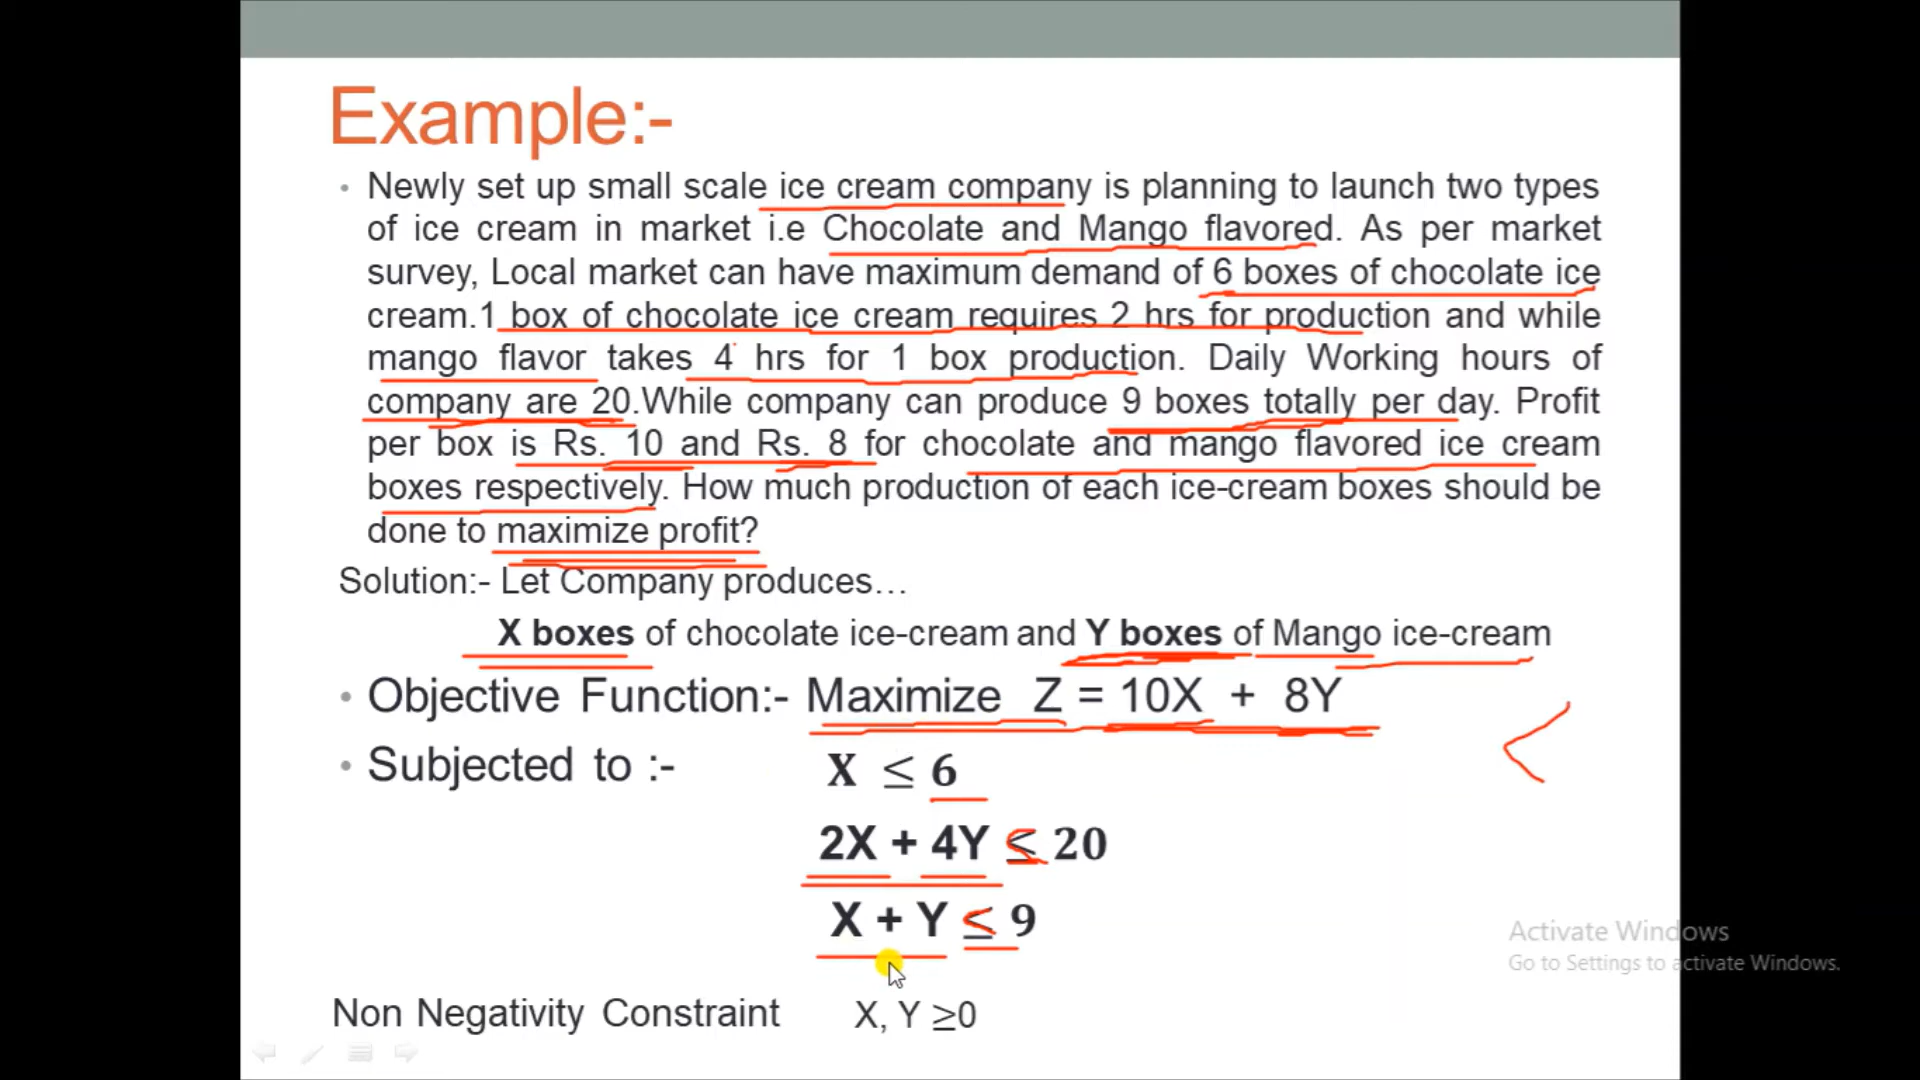 Example:-
• Newly set up small scale ice cream company is planning to launch two types
of ice cream in market i.e Chocolate and Mango flavored. As per market
survey, Local market can have maximum demand of 6 boxes of chocolate ice
cream.1 box of chocolate ice cream requires 2 hrs for production and while
mango flavor takes 4 hrs for 1 box production. Daily Working hours of
company are 20.While company can produce 9 boxes totally per day. Profit
per box is Rs. 10 and Rs. 8 for chocolate and mango flavored ice cream
boxes respectively. How much production of each ice-cream boxes should be
done to maximize profit?
Solution:- Let Company produces…
X boxes of chocolate ice-cream and Y boxes of Mango ice-cream
• Objective Function:- Maximize Z = 10X + 8Y
• Subjected to :- X ≤ 6
2X + 4Y ≤ 20
X + Y ≤ 9
Non Negativity Constraint X, Y ≥0
Activate Windows
Go to Settings to activate Windows.